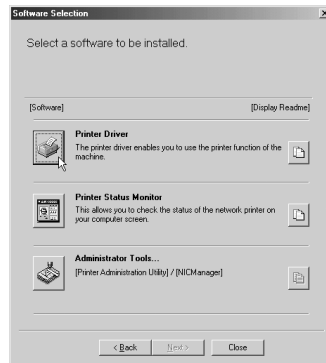 Software Selection
Select a software to be installed.
[Software] [Display Readme]
Printer Driver
The printer driver enables you to use the printer function of the
machine.
Printer Status Monitor
This allows you to check the status of the network printer on
your computer screen.
Administrator Tools...
[Printer Administration Utility] / [NICManager]
< Back Next > Close